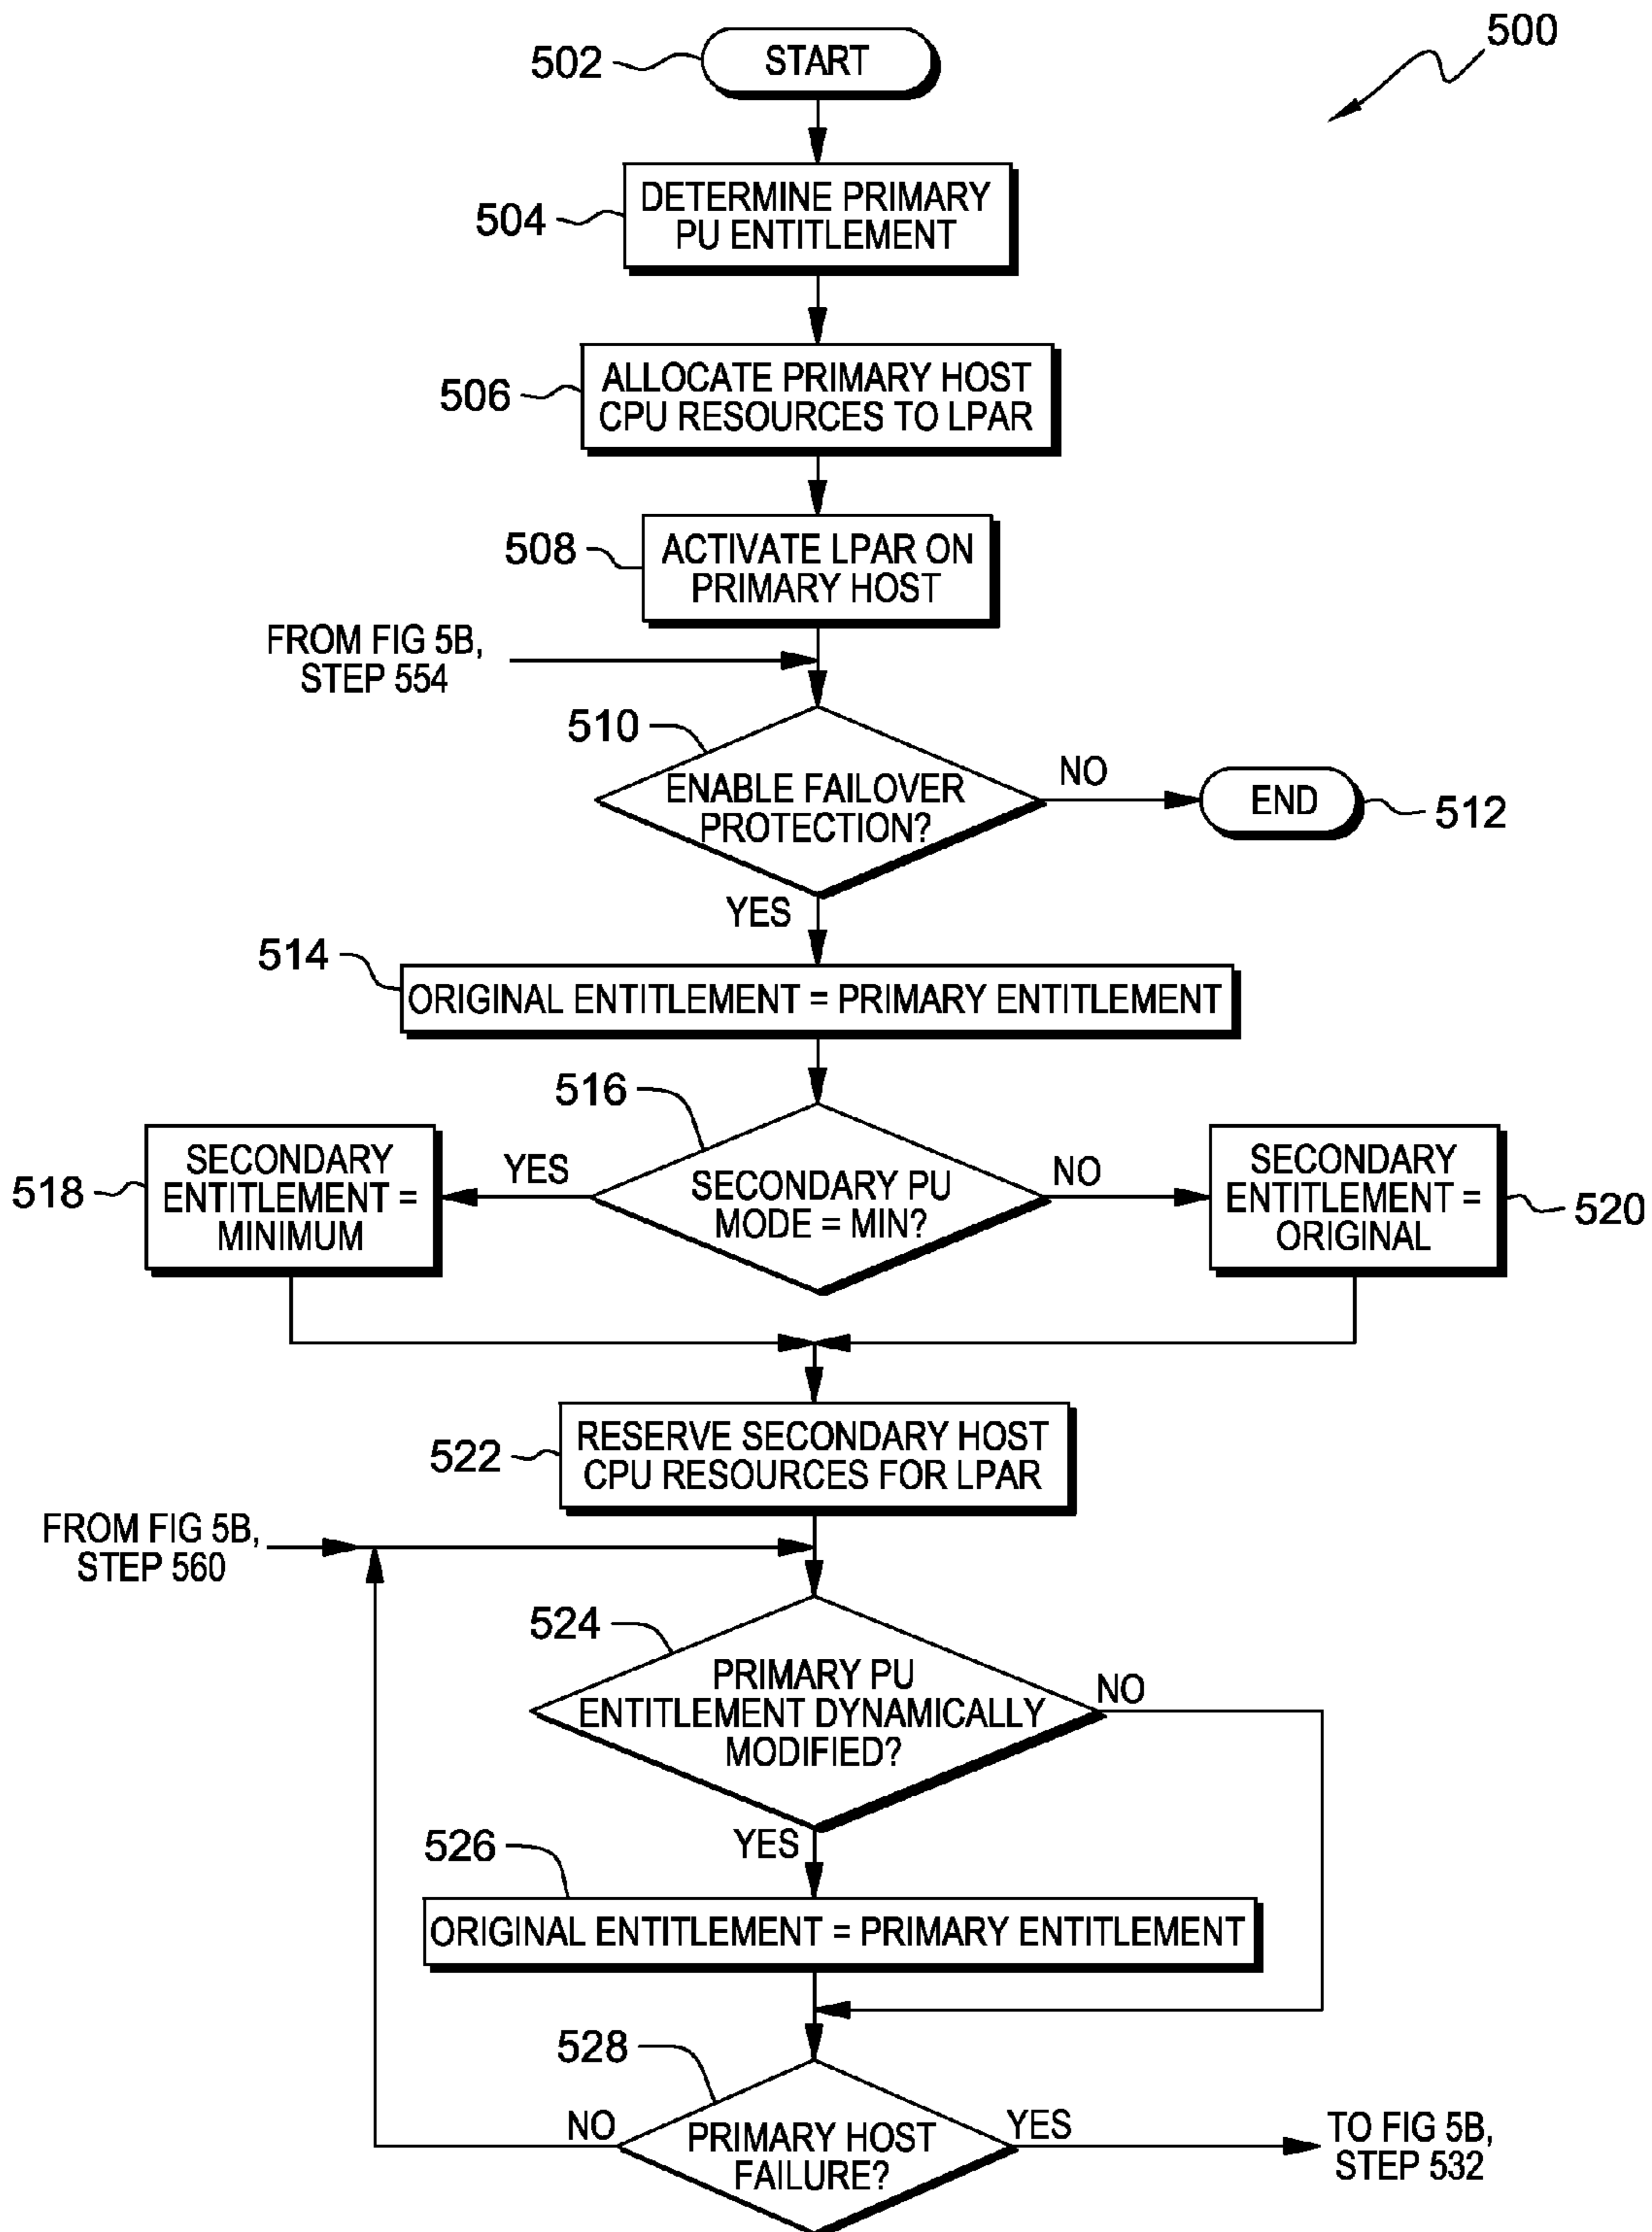 500
502
START
504
DETERMINE PRIMARY
PU ENTITLEMENT
506
ALLOCATE PRIMARY HOST
CPU RESOURCES TO LPAR
508
ACTIVATE LPAR ON
PRIMARY HOST
FROM FIG 5B,
STEP 554
510
ENABLE FAILOVER
PROTECTION?
NO
END
512
YES
514
ORIGINAL ENTITLEMENT = PRIMARY ENTITLEMENT
516
SECONDARY PU
MODE = MIN?
YES
518
SECONDARY
ENTITLEMENT =
MINIMUM
NO
SECONDARY
ENTITLEMENT =
ORIGINAL
520
522
RESERVE SECONDARY HOST
CPU RESOURCES FOR LPAR
FROM FIG 5B,
STEP 560
524
PRIMARY PU
ENTITLEMENT DYNAMICALLY
MODIFIED?
NO
YES
526
ORIGINAL ENTITLEMENT = PRIMARY ENTITLEMENT
528
NO
PRIMARY HOST
FAILURE?
YES
TO FIG 5B,
STEP 532